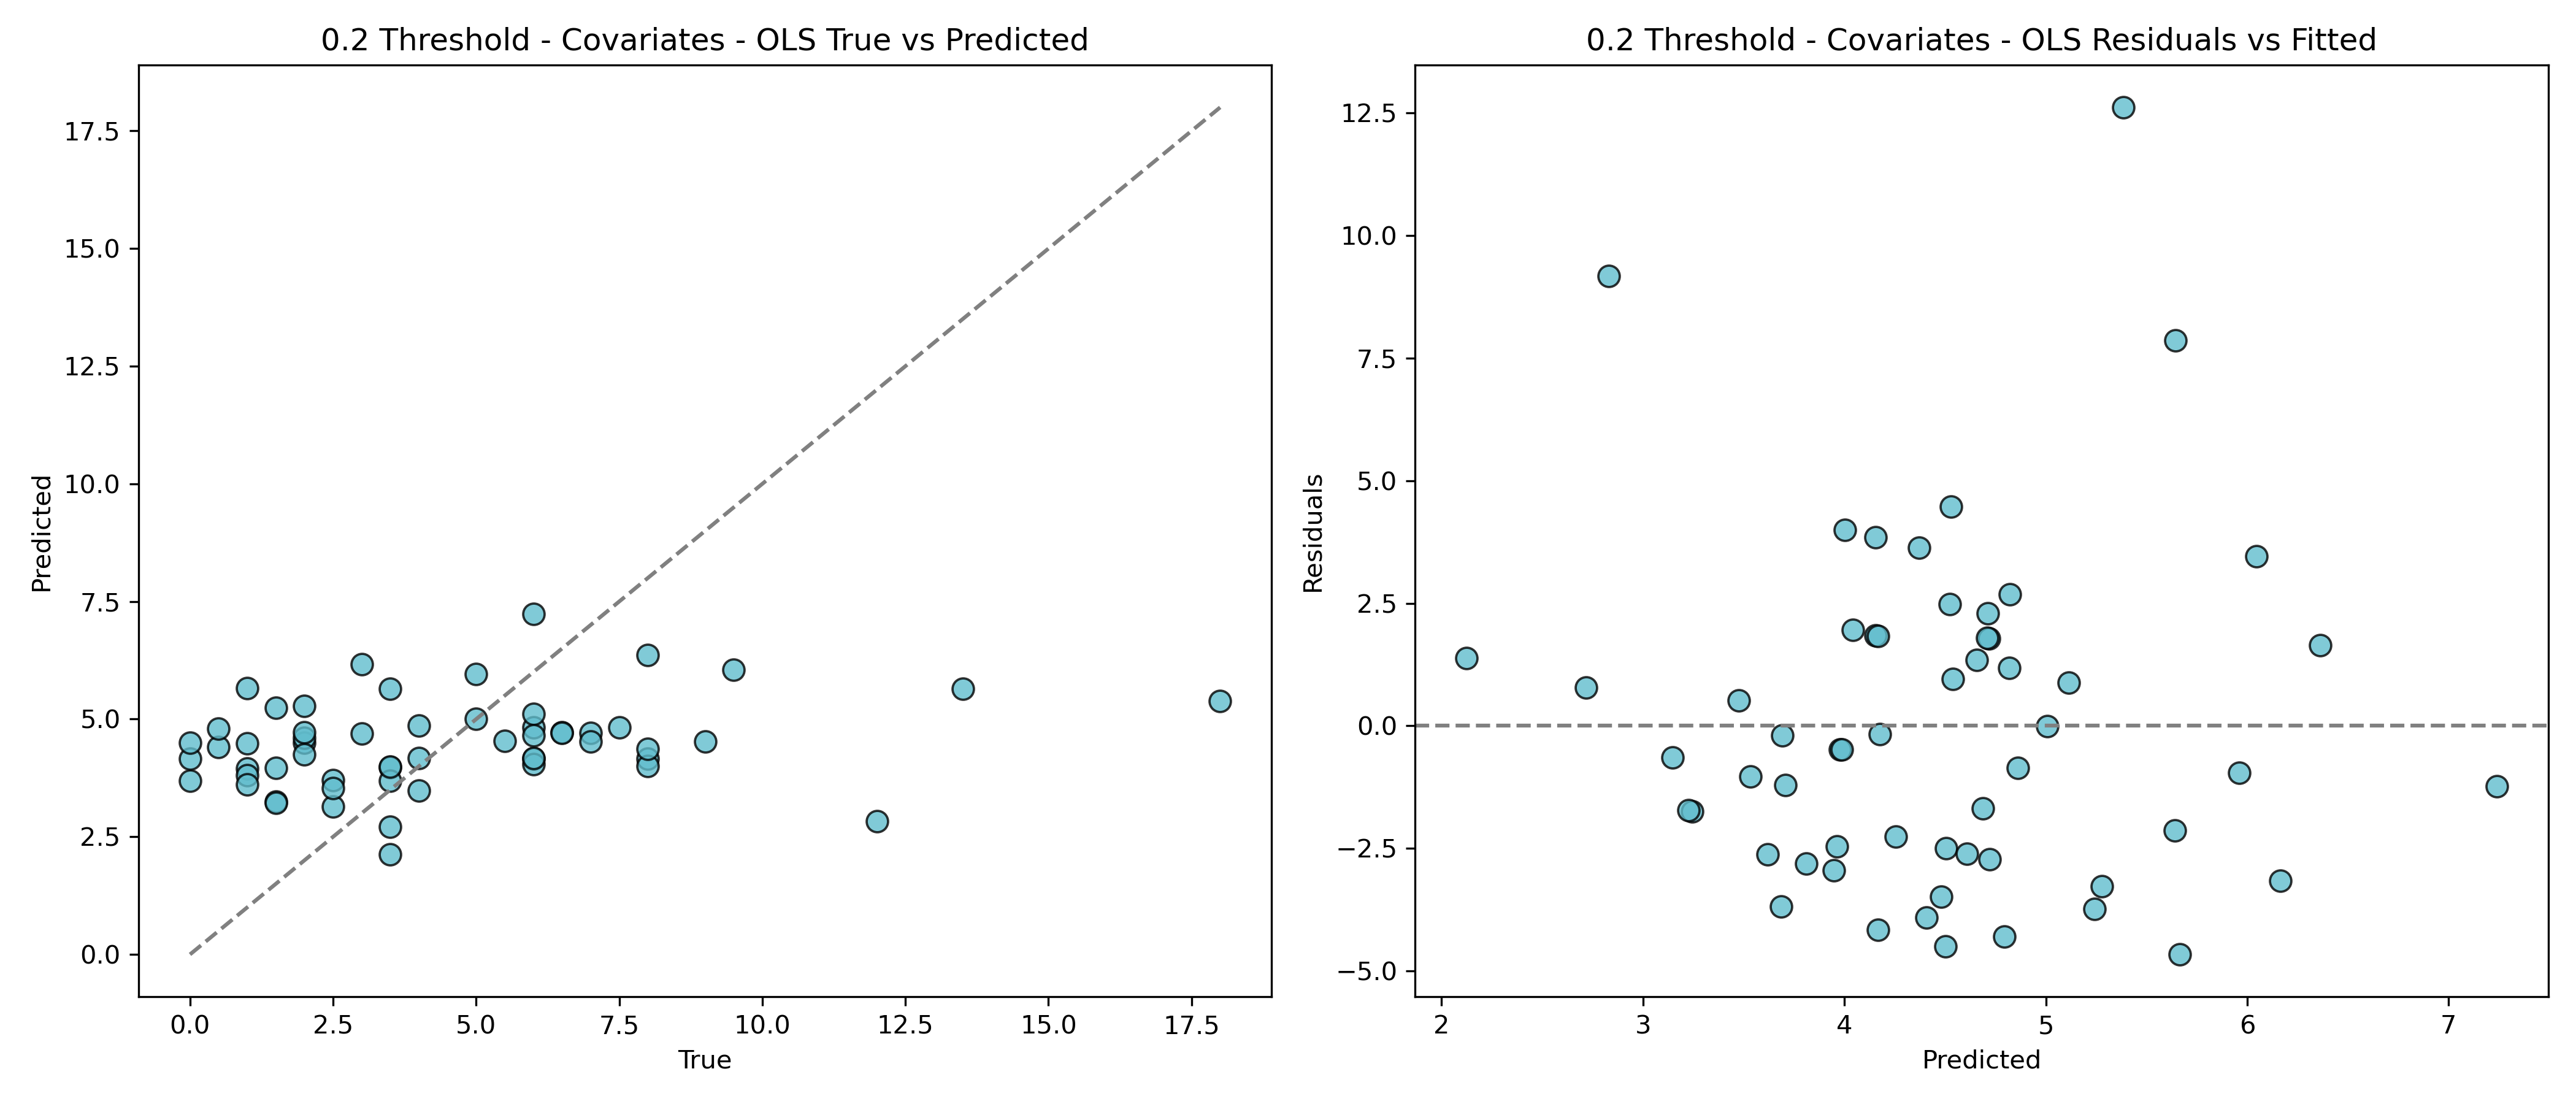 0.2 Threshold - Covariates - OLS True vs Predicted
17.5
15.0
12.5
10.0
7.5
5.0
2.5
0.0
Predicted
0.0 2.5 5.0 7.5 10.0 12.5 15.0 17.5
True
0.2 Threshold - Covariates - OLS Residuals vs Fitted
12.5
10.0
7.5
5.0
2.5
0.0
−2.5
−5.0
Residuals
2 3 4 5 6 7
Predicted